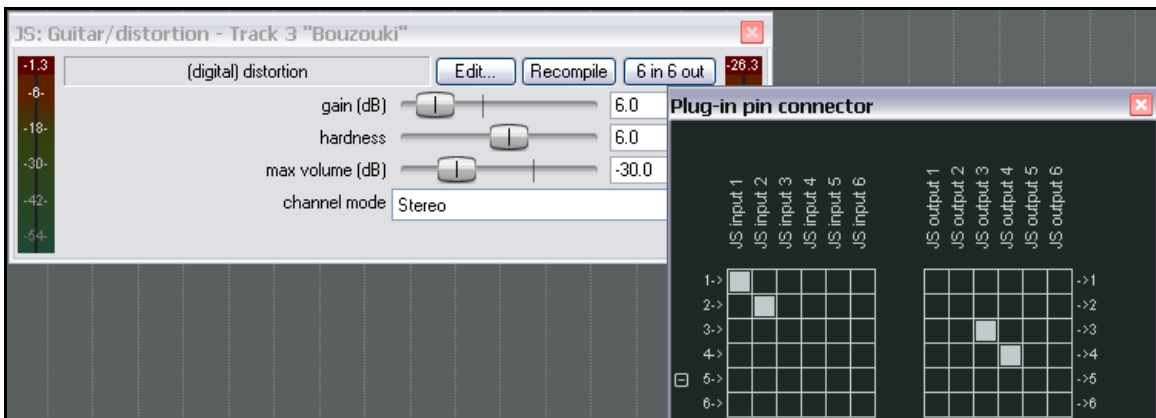 JS: Guitar/distortion - Track 3 "Bouzouki"
-1.3 (digital) distortion Edit... Recompile 6 in 6 out -26.3
-6-
gain (dB) 6.0
-18-
hardness 6.0
-30-
max volume (dB) -30.0
-42-
channel mode Stereo
-54-
Plug-in pin connector
JS input 1
JS input 2
JS input 3
JS input 4
JS input 5
JS input 6
JS output 1
JS output 2
JS output 3
JS output 4
JS output 5
JS output 6
1-> ->1
2-> ->2
3-> ->3
4-> ->4
5-> ->5
6-> ->6